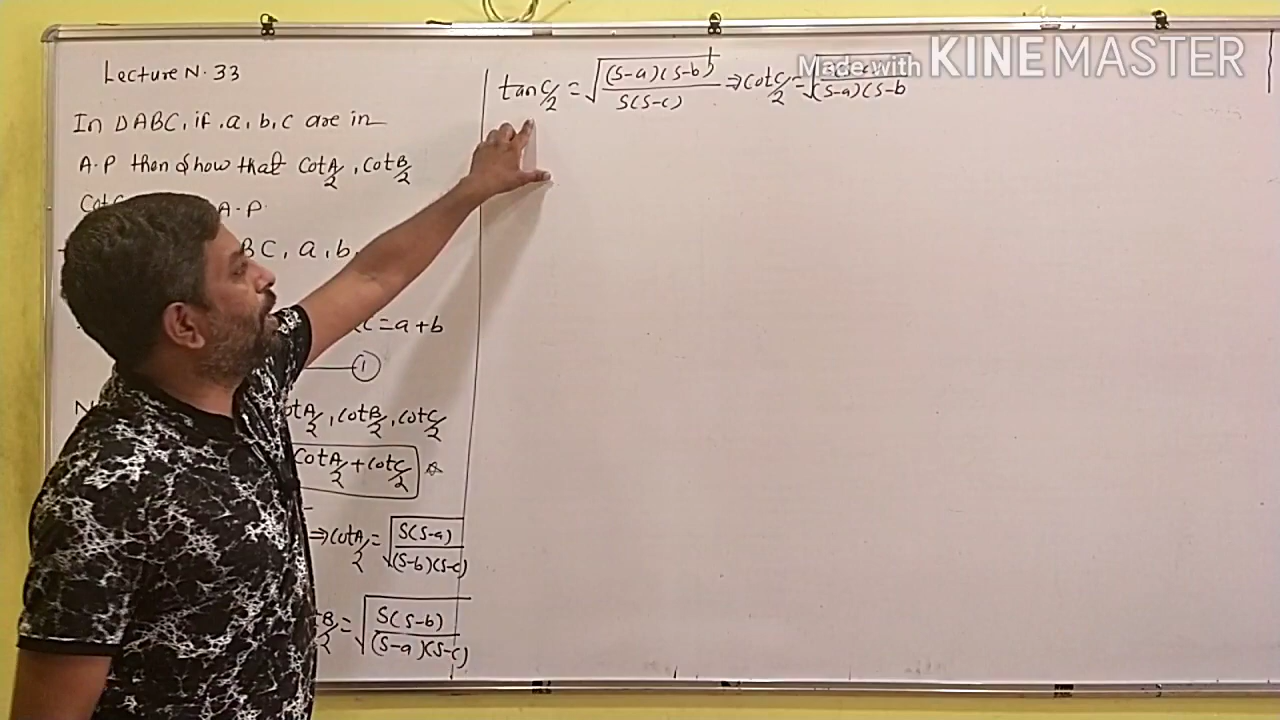 Lecture N. 33
In ΔABC, if a, b, c are in
A.P then show that cot A/2, cot B/2
A.P
BC, a, b,
C = a + b
①
cot A/2, cot B/2, cot C/2
cot A/2 + cot C/2
⇒ cot A/2 = √(S(S-a)/(S-b)(S-c))
B/2 = √(S(S-b)/(S-a)(S-c))
tan C/2 = √((S-a)(S-b)/S(S-c)) ⇒ cot C/2 = √(/(S-a)(S-b)
Made with KINEMASTER